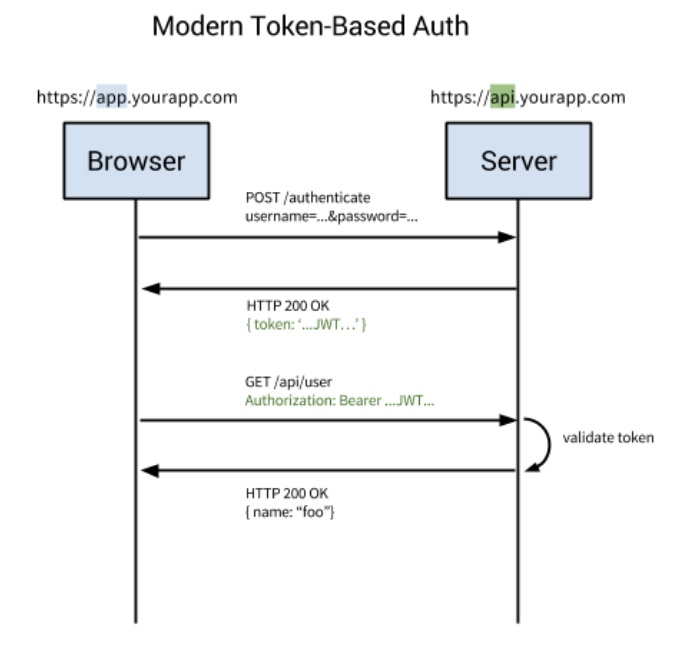 Modern Token-Based Auth
https://app.yourapp.com
https://api.yourapp.com
Browser
Server
POST /authenticate
username=...&password=...
HTTP 200 OK
{ token: ‘...JWT...’ }
GET /api/user
Authorization: Bearer ...JWT...
validate token
HTTP 200 OK
{ name: “foo”}